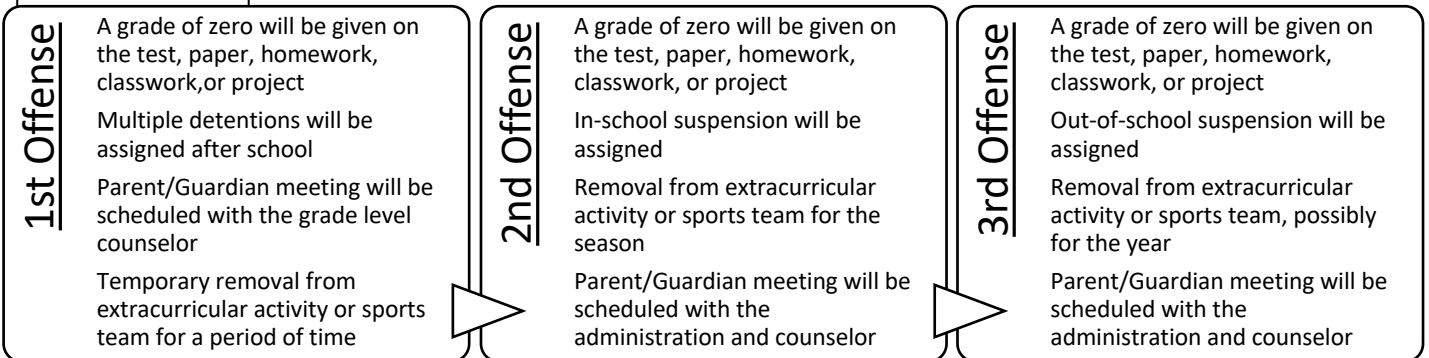 1st Offense
A grade of zero will be given on
the test, paper, homework,
classwork,or project
Multiple detentions will be
assigned after school
Parent/Guardian meeting will be
scheduled with the grade level
counselor
Temporary removal from
extracurricular activity or sports
team for a period of time
2nd Offense
A grade of zero will be given on
the test, paper, homework,
classwork, or project
In-school suspension will be
assigned
Removal from extracurricular
activity or sports team for the
season
Parent/Guardian meeting will be
scheduled with the
administration and counselor
3rd Offense
A grade of zero will be given on
the test, paper, homework,
classwork, or project
Out-of-school suspension will be
assigned
Removal from extracurricular
activity or sports team, possibly
for the year
Parent/Guardian meeting will be
scheduled with the
administration and counselor